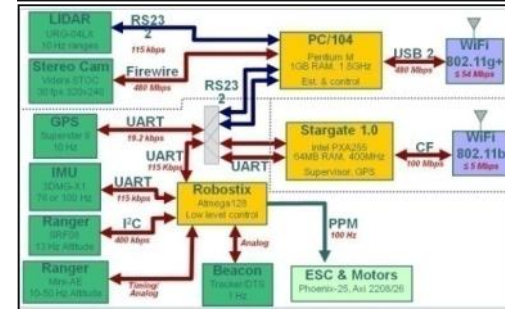 LIDAR
URG-04LX
10 Hz ranges
RS23
2
115 kbps
PC/104
Pentium M
1GB RAM, 1.8GHz
Est. & control
USB 2
480 Mbps
WiFi
802.11g+
≤ 54 Mbps
Stereo Cam
Videre STOC
30 fps 320x240
Firewire
480 Mbps
RS23
2
GPS
Superstar II
10 Hz
UART
19.2 kbps
UART
115 Kbps
UART
Stargate 1.0
Intel PXA255
64MB RAM, 400MHz
Supervisor, GPS
CF
100 Mbps
WiFi
802.11b
≤ 5 Mbps
IMU
3DMG-X1
76 or 100 Hz
UART
115 kbps
Robostix
Atmega128
Low level control
Ranger
SRF08
13 Hz Altitude
I²C
400 kbps
PPM
100 Hz
Ranger
Mini-AE
10-50 Hz Altitude
Timing/
Analog
Analog
Beacon
Tracker DTS
1 Hz
ESC & Motors
Phoenix-25, Axi 2208/26